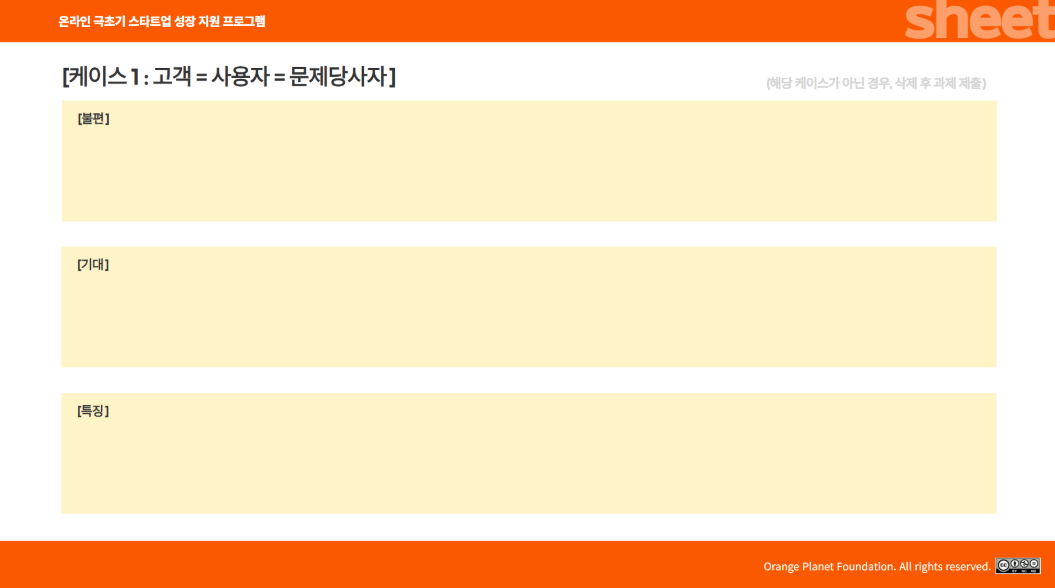 온라인 극초기 스타트업 성장 지원 프로그램
sheet
[케이스 1 : 고객 = 사용자 = 문제당사자 ]
(해당 케이스가 아닌 경우, 삭제 후 과제 제출)
[불편 ]
[기대 ]
[특징 ]
Orange Planet Foundation. All rights reserved.